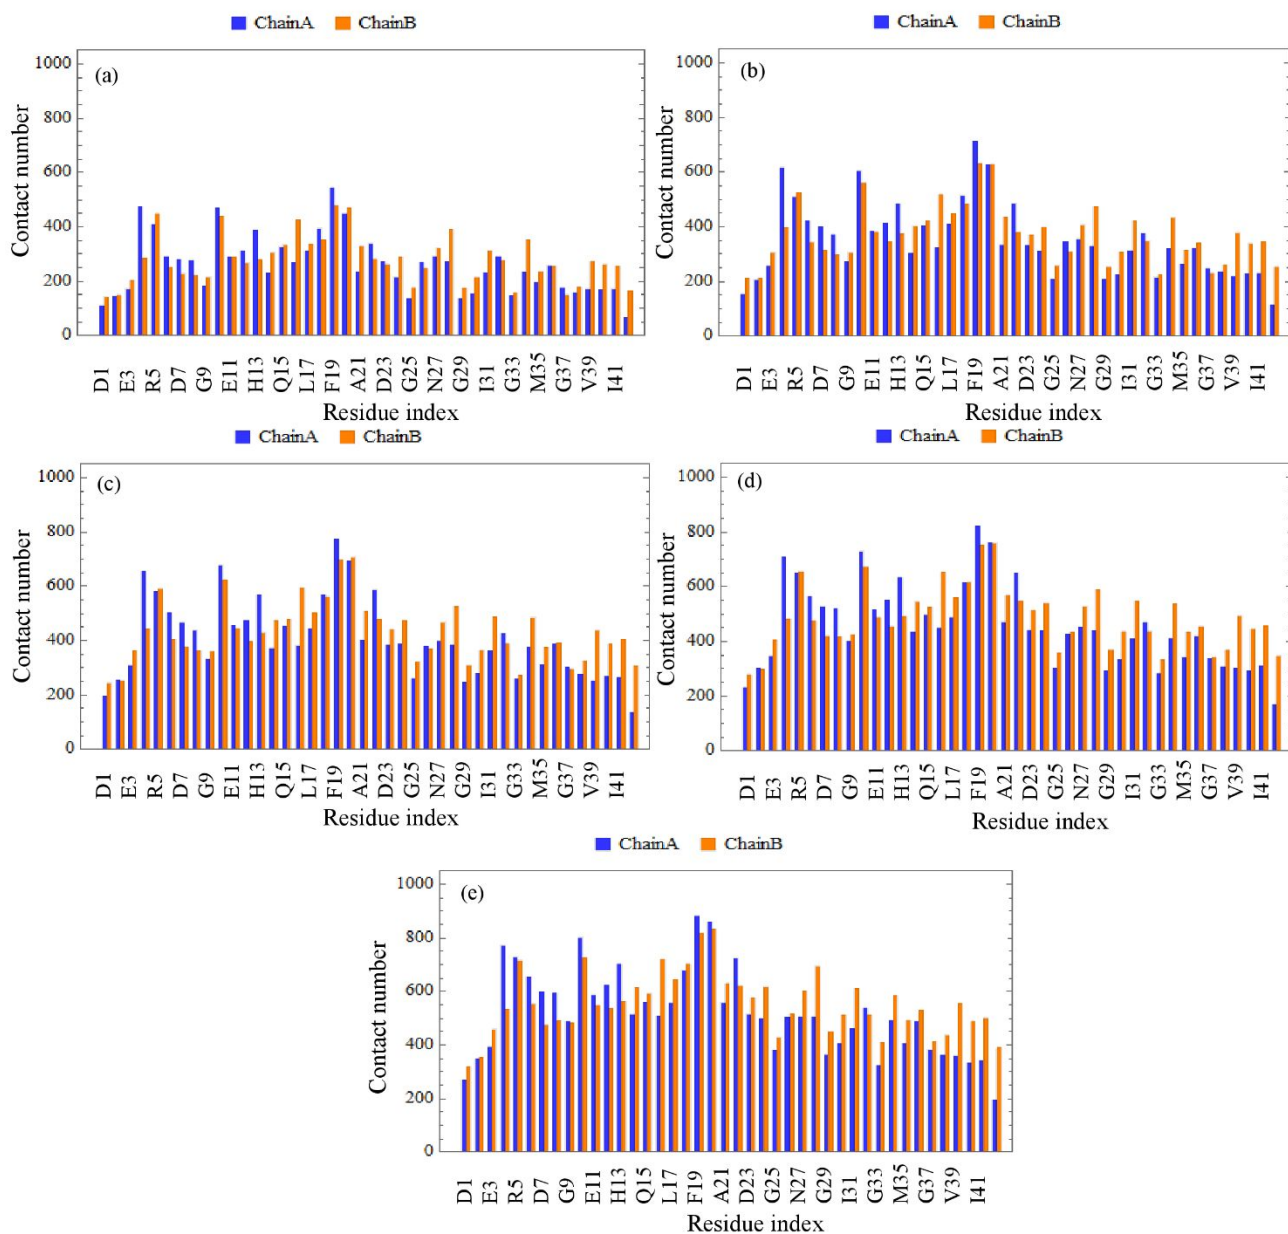 ChainA ChainB
(a)
Contact number
1000
800
600
400
200
0
D1 E3 R5 D7 G9 E11 H13 Q15 L17 F19 A21 D23 G25 N27 G29 I31 G33 M35 G37 V39 I41
Residue index
ChainA ChainB
(b)
Contact number
1000
800
600
400
200
0
D1 E3 R5 D7 G9 E11 H13 Q15 L17 F19 A21 D23 G25 N27 G29 I31 G33 M35 G37 V39 I41
Residue index
ChainA ChainB
(c)
Contact number
1000
800
600
400
200
0
D1 E3 R5 D7 G9 E11 H13 Q15 L17 F19 A21 D23 G25 N27 G29 I31 G33 M35 G37 V39 I41
Residue index
ChainA ChainB
(d)
Contact number
1000
800
600
400
200
0
D1 E3 R5 D7 G9 E11 H13 Q15 L17 F19 A21 D23 G25 N27 G29 I31 G33 M35 G37 V39 I41
Residue index
ChainA ChainB
(e)
Contact number
1000
800
600
400
200
0
D1 E3 R5 D7 G9 E11 H13 Q15 L17 F19 A21 D23 G25 N27 G29 I31 G33 M35 G37 V39 I41
Residue index